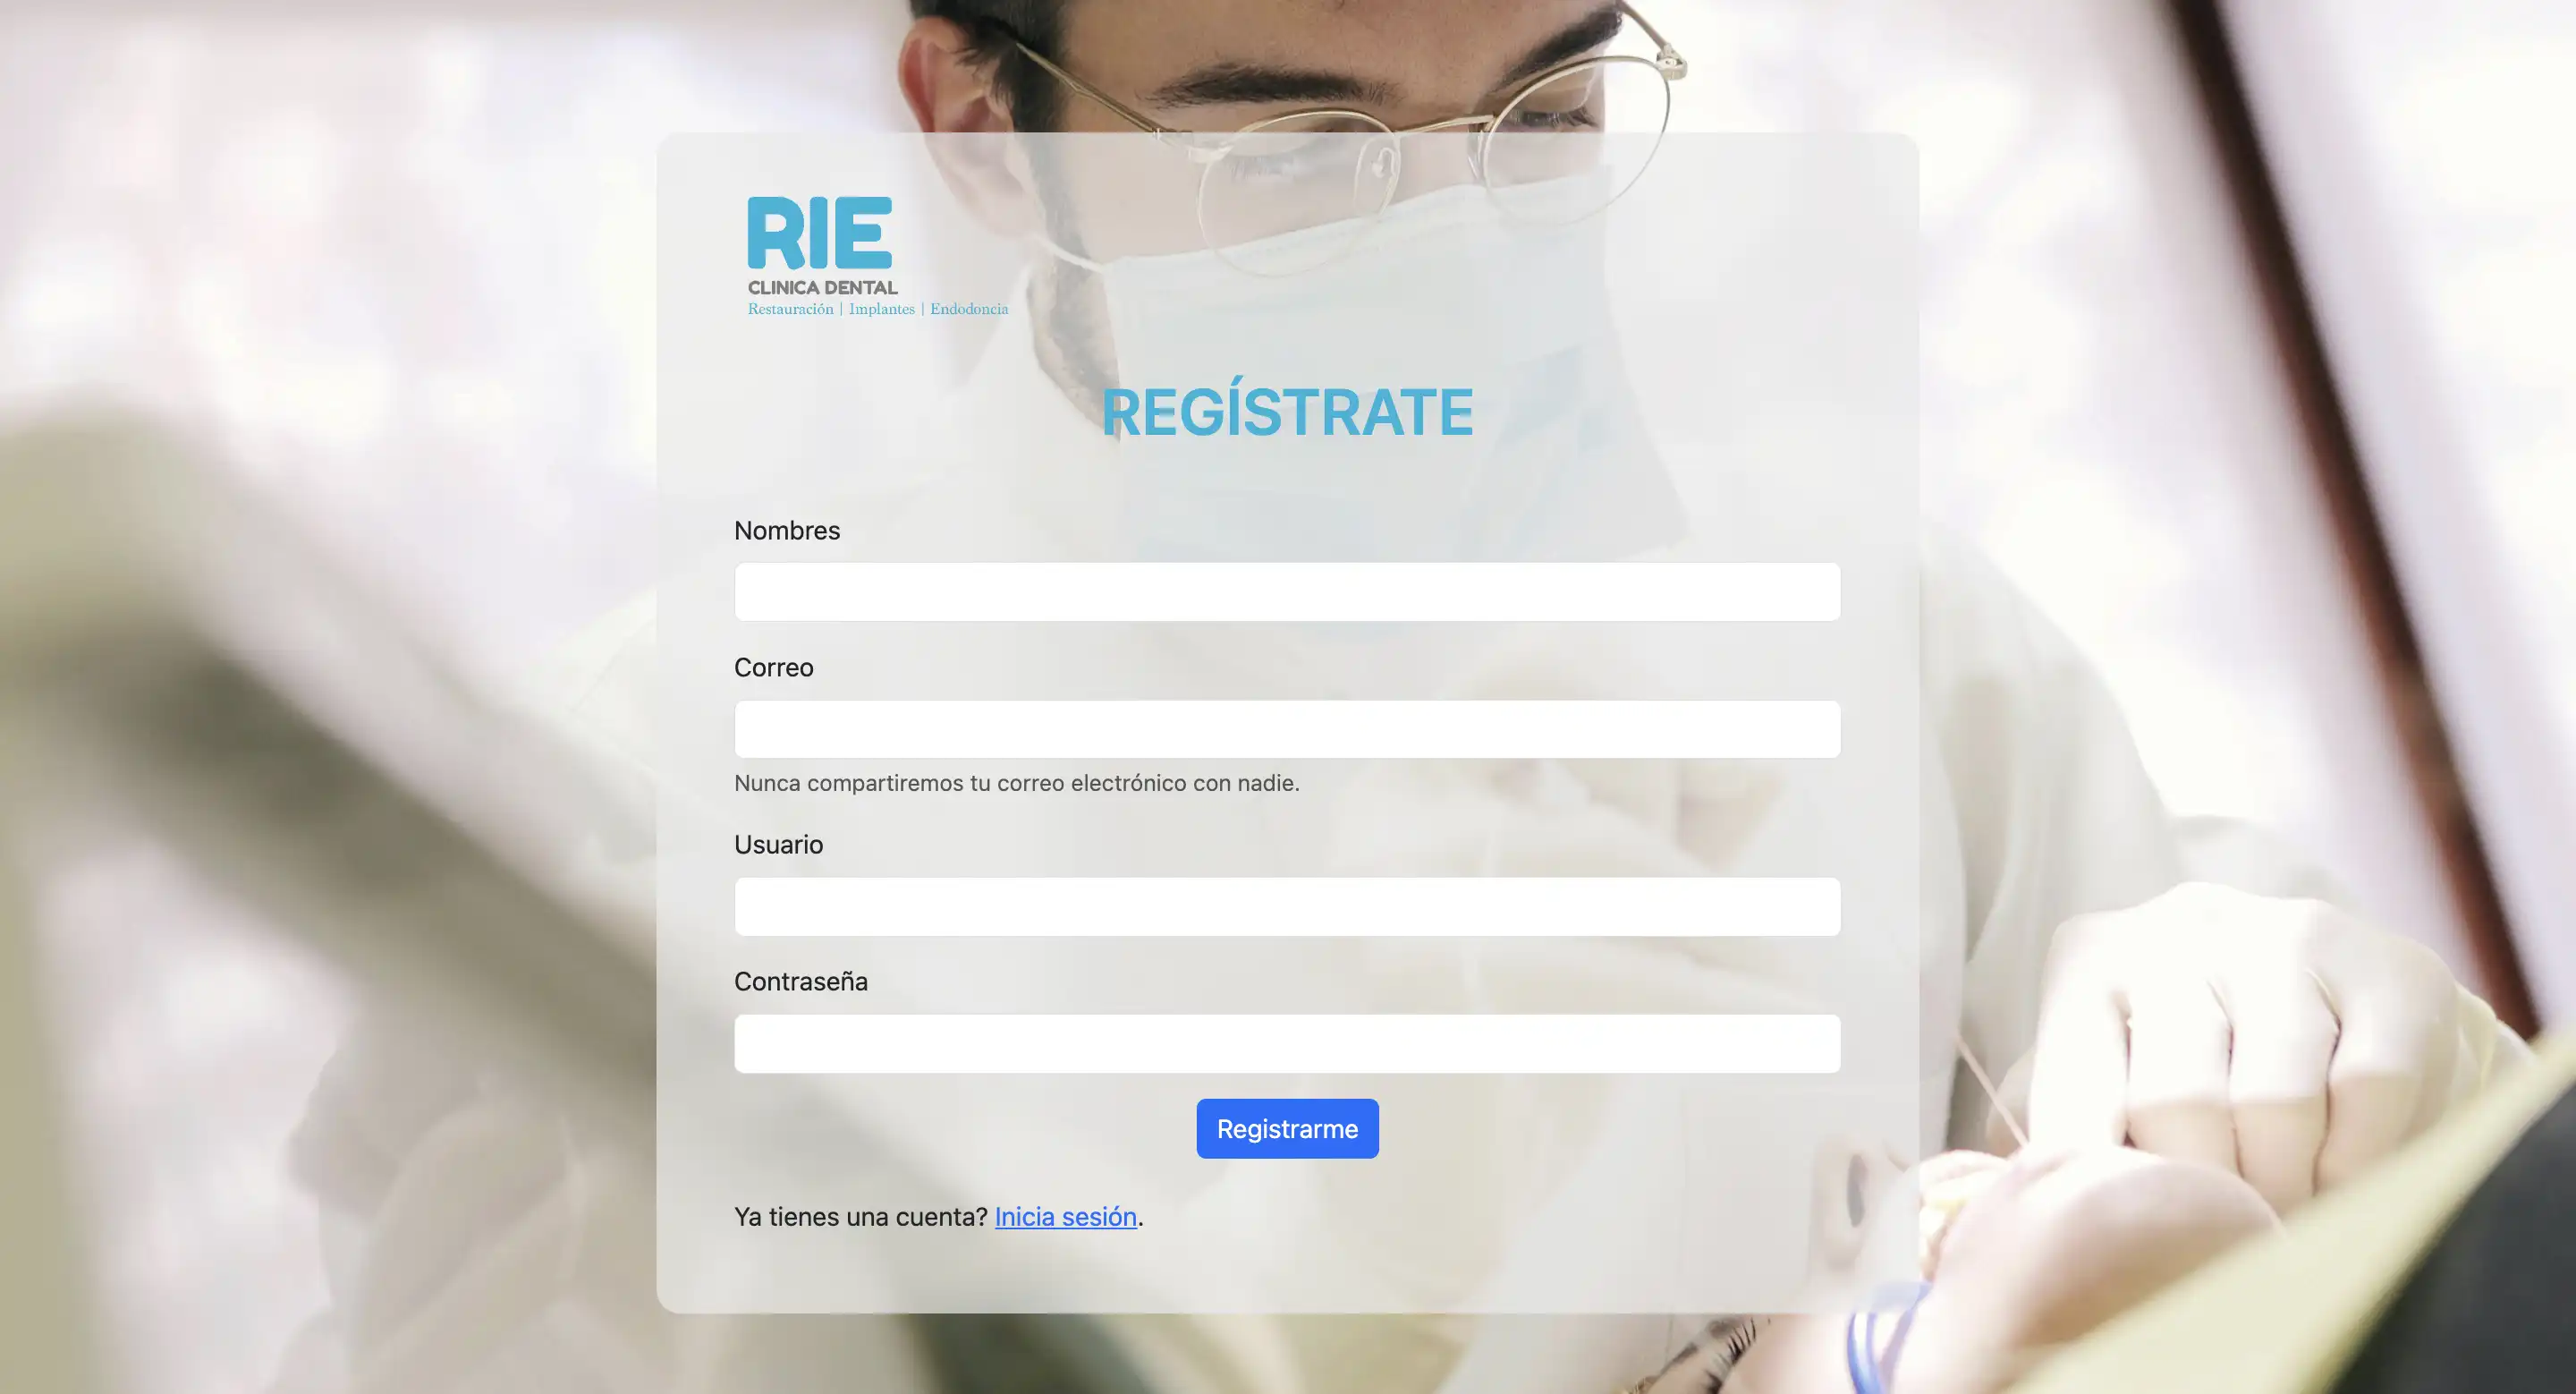 RIE
CLINICA DENTAL
Restauración | Implantes | Endodoncia
REGÍSTRATE
Nombres
Correo
Nunca compartiremos tu correo electrónico con nadie.
Usuario
Contraseña
Registrarme
Ya tienes una cuenta? Inicia sesión.